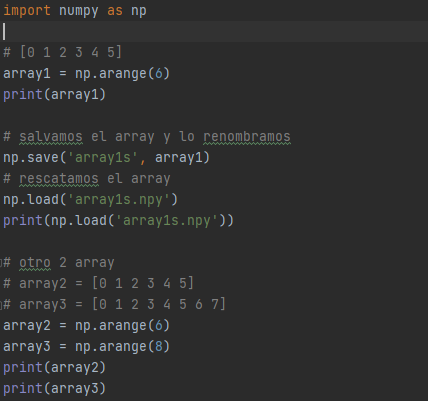 import numpy as np
# [0 1 2 3 4 5]
array1 = np.arange(6)
print(array1)
# salvamos el array y lo renombramos
np.save('array1s', array1)
# rescatamos el array
np.load('array1s.npy')
print(np.load('array1s.npy'))
# otro 2 array
# array2 = [0 1 2 3 4 5]
# array3 = [0 1 2 3 4 5 6 7]
array2 = np.arange(6)
array3 = np.arange(8)
print(array2)
print(array3)